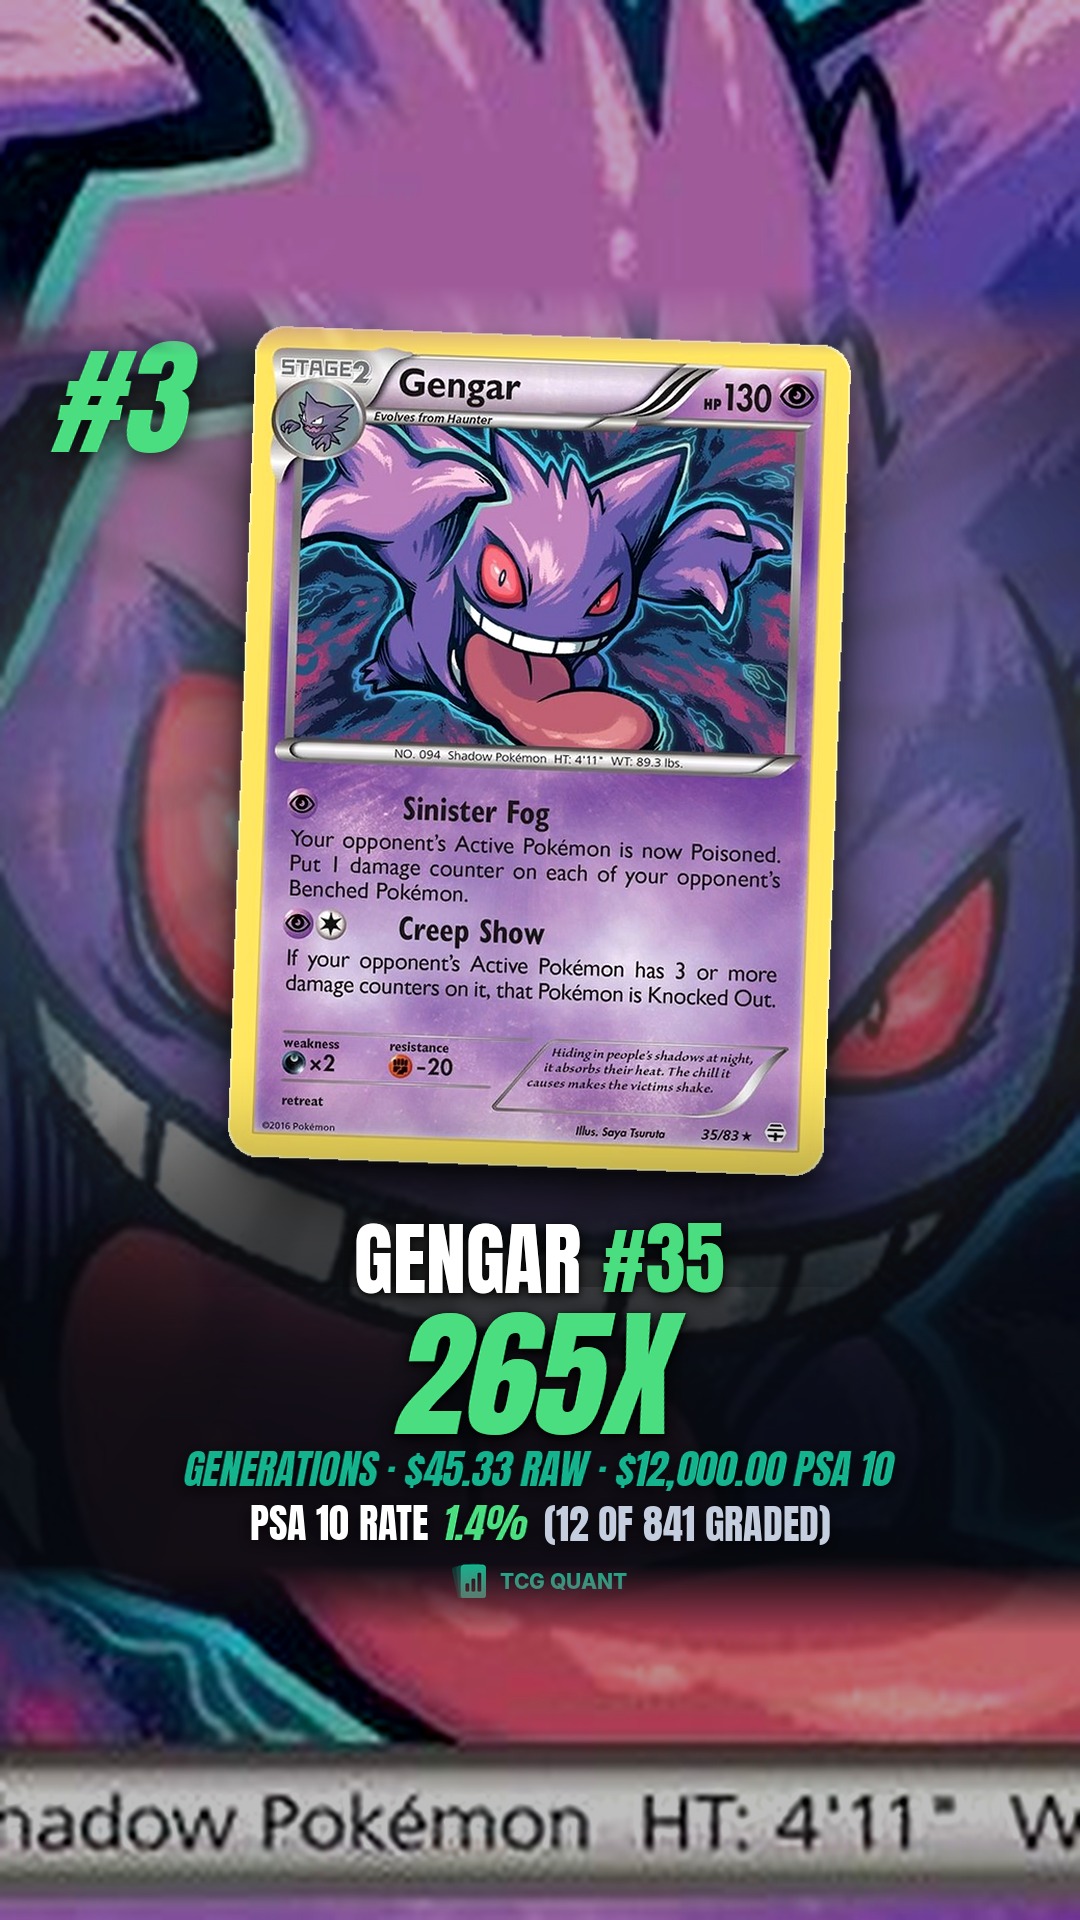 #3
STAGE2
Gengar
HP130
Evolves from Haunter
NO. 094 Shadow Pokémon HT: 4'11" WT: 89.3 lbs.
Sinister Fog
Your opponent's Active Pokémon is now Poisoned.
Put 1 damage counter on each of your opponent's
Benched Pokémon.
Creep Show
If your opponent's Active Pokémon has 3 or more
damage counters on it, that Pokémon is Knocked Out.
weakness
×2
resistance
-20
retreat
Hiding in people's shadows at night,
it absorbs their heat. The chill it
causes makes the victims shake.
©2016 Pokémon
Illus. Saya Tsuruta
35/83 ★
GENGAR #35
265X
GENERATIONS · $45.33 RAW · $12,000.00 PSA 10
PSA 10 RATE 1.4% (12 OF 841 GRADED)
TCG QUANT
hadow Pokémon HT: 4'11" W